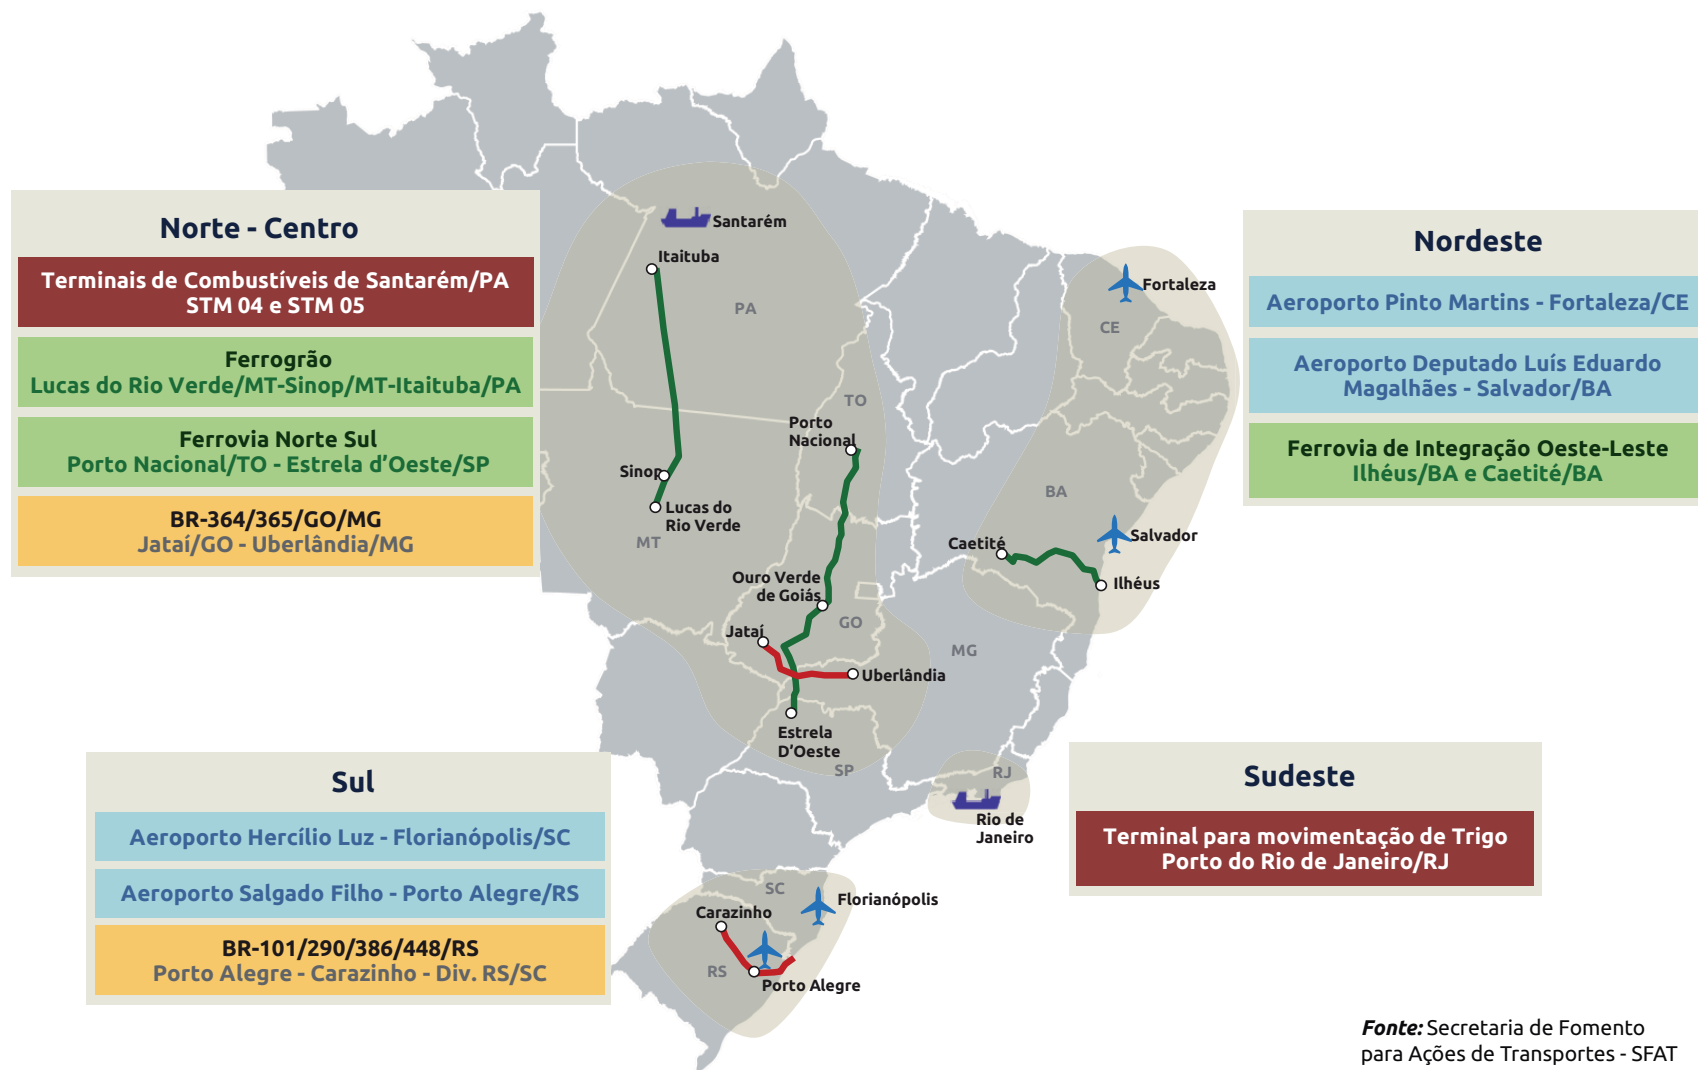 Norte - Centro
Terminais de Combustíveis de Santarém/PA
STM 04 e STM 05
Ferrogrão
Lucas do Rio Verde/MT-Sinop/MT-Itaituba/PA
Ferrovia Norte Sul
Porto Nacional/TO - Estrela d’Oeste/SP
BR-364/365/GO/MG
Jataí/GO - Uberlândia/MG
Sul
Aeroporto Hercílio Luz - Florianópolis/SC
Aeroporto Salgado Filho - Porto Alegre/RS
BR-101/290/386/448/RS
Porto Alegre - Carazinho - Div. RS/SC
Santarém
Itaituba
PA
TO
Porto
Nacional
Sinop
Lucas do
Rio Verde
MT
Ouro Verde
de Goiás
GO
Jataí
Uberlândia
MG
Estrela
D’Oeste
SP
Fortaleza
CE
BA
Salvador
Caetité
Ilhéus
RJ
Rio de
Janeiro
SC
Florianópolis
Carazinho
RS
Porto Alegre
Nordeste
Aeroporto Pinto Martins - Fortaleza/CE
Aeroporto Deputado Luís Eduardo
Magalhães - Salvador/BA
Ferrovia de Integração Oeste-Leste
Ilhéus/BA e Caetité/BA
Sudeste
Terminal para movimentação de Trigo
Porto do Rio de Janeiro/RJ
Fonte: Secretaria de Fomento
para Ações de Transportes - SFAT